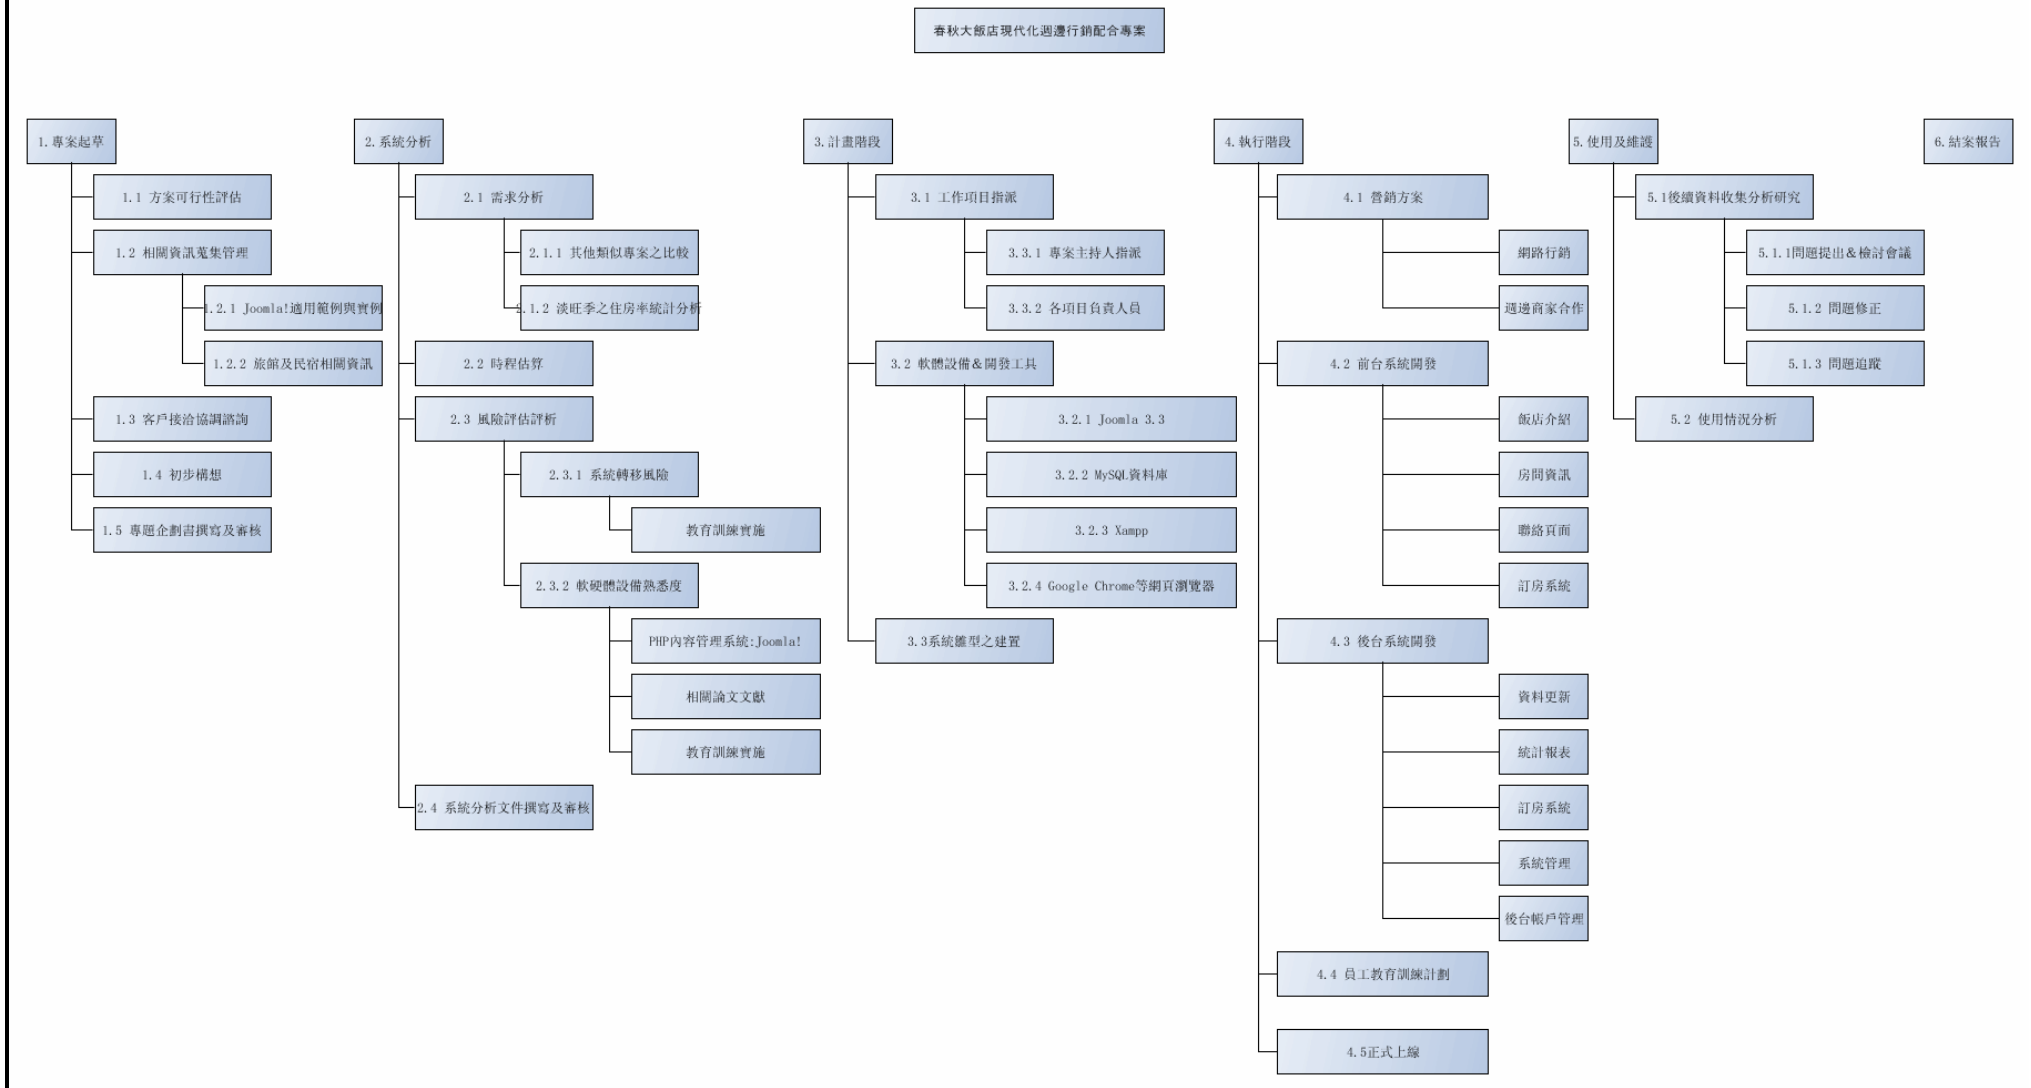 春秋大飯店現代化週邊行銷配合專案
1.專案起草
1.1 方案可行性評估
1.2 相關資訊蒐集管理
1.2.1 Joomla!適用範例與實例
1.2.2 旅館及民宿相關資訊
1.3 客戶接洽協調諮詢
1.4 初步構想
1.5 專題企劃書撰寫及審核
2.系統分析
2.1 需求分析
2.1.1 其他類似專案之比較
2.1.2 淡旺季之住房率統計分析
2.2 時程估算
2.3 風險評估評析
2.3.1 系統轉移風險
教育訓練實施
2.3.2 軟硬體設備熟悉度
PHP內容管理系統:Joomla!
相關論文文獻
教育訓練實施
2.4 系統分析文件撰寫及審核
3.計畫階段
3.1 工作項目指派
3.3.1 專案主持人指派
3.3.2 各項目負責人員
3.2 軟體設備&開發工具
3.2.1 Joomla 3.3
3.2.2 MySQL資料庫
3.2.3 Xampp
3.2.4 Google Chrome等網頁瀏覽器
3.3系統雛型之建置
4.執行階段
4.1 營銷方案
網路行銷
週邊商家合作
4.2 前台系統開發
飯店介紹
房間資訊
聯絡頁面
訂房系統
4.3 後台系統開發
資料更新
統計報表
訂房系統
系統管理
後台帳戶管理
4.4 員工教育訓練計劃
4.5正式上線
5.使用及維護
5.1後續資料收集分析研究
5.1.1問題提出&檢討會議
5.1.2 問題修正
5.1.3 問題追蹤
5.2 使用情況分析
6.結案報告